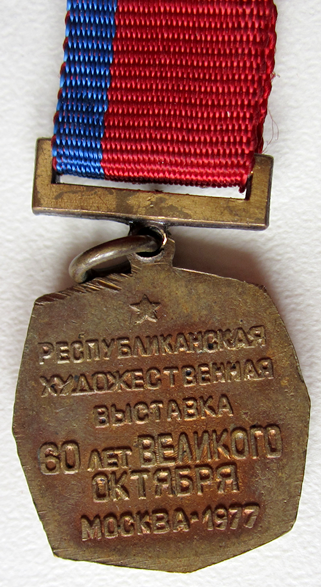 РЕСПУБЛИКАНСКАЯ
ХУДОЖЕСТВЕННАЯ
ВЫСТАВКА
60 ЛЕТ ВЕЛИКОГО
ОКТЯБРЯ
МОСКВА·1977